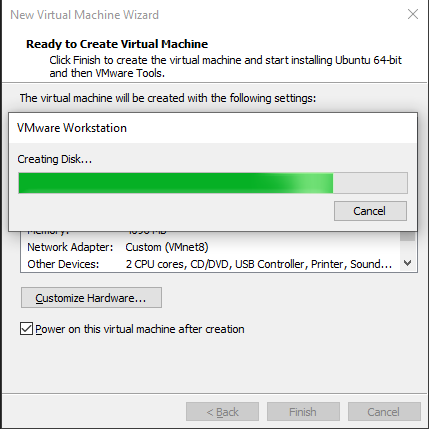 New Virtual Machine Wizard
Ready to Create Virtual Machine
Click Finish to create the virtual machine and start installing Ubuntu 64-bit
and then VMware Tools.
The virtual machine will be created with the following settings:
VMware Workstation
Creating Disk...
Cancel
Memory: 4096 MB
Network Adapter: Custom (VMnet8)
Other Devices: 2 CPU cores, CD/DVD, USB Controller, Printer, Sound...
Customize Hardware...
Power on this virtual machine after creation
< Back Finish Cancel